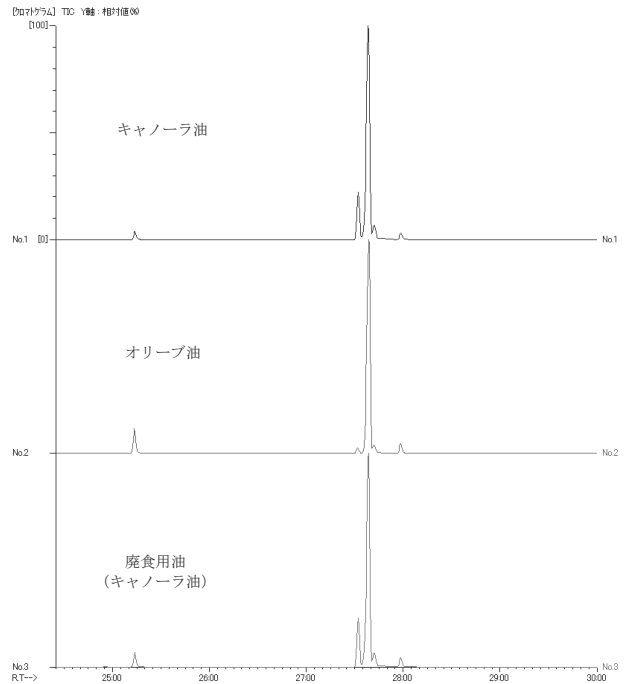 [クロマトグラム] TIC Y軸 : 相対値(%)
[100]
キャノーラ油
No.1 [0] No.1
オリーブ油
No.2 No.2
廃食用油
(キャノーラ油)
No.3 No.3
R.T--> 25:00 26:00 27:00 28:00 29:00 30:00